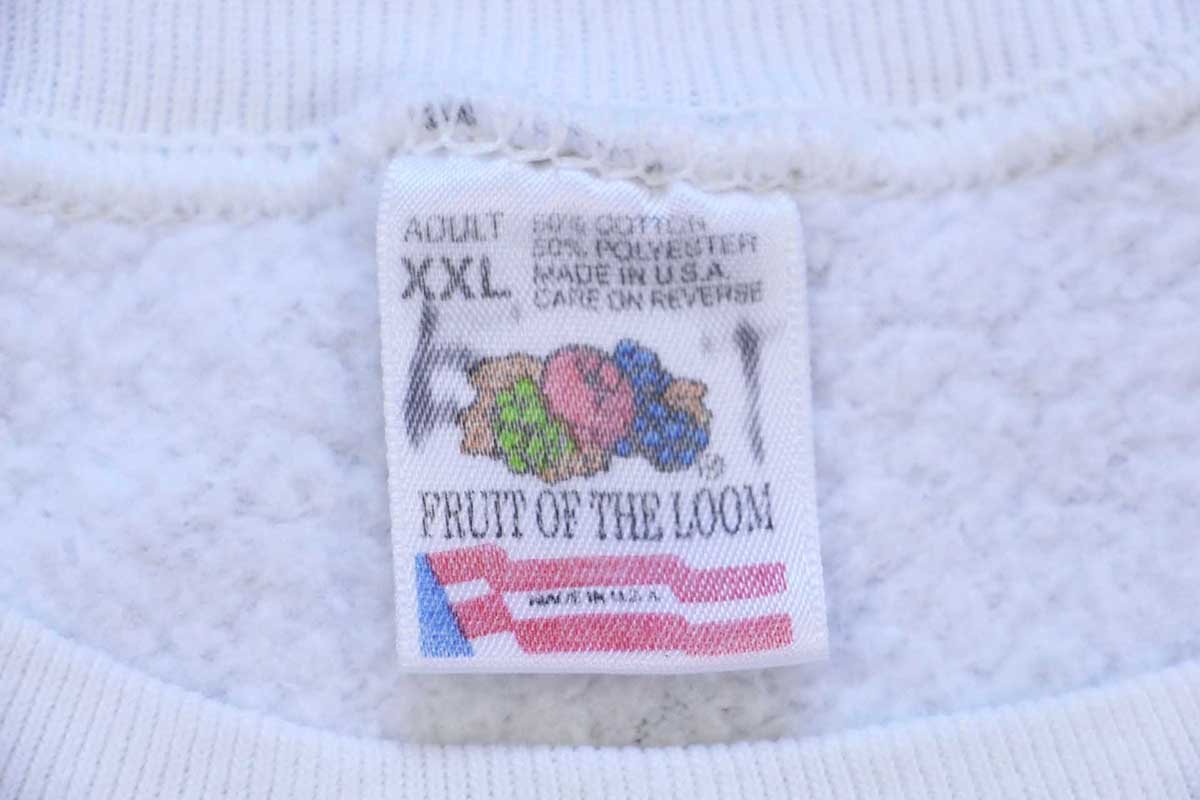 ADULT
XXL
50% COTTON
50% POLYESTER
MADE IN U.S.A.
CARE ON REVERSE
®
FRUIT OF THE LOOM
MADE IN U.S.A.